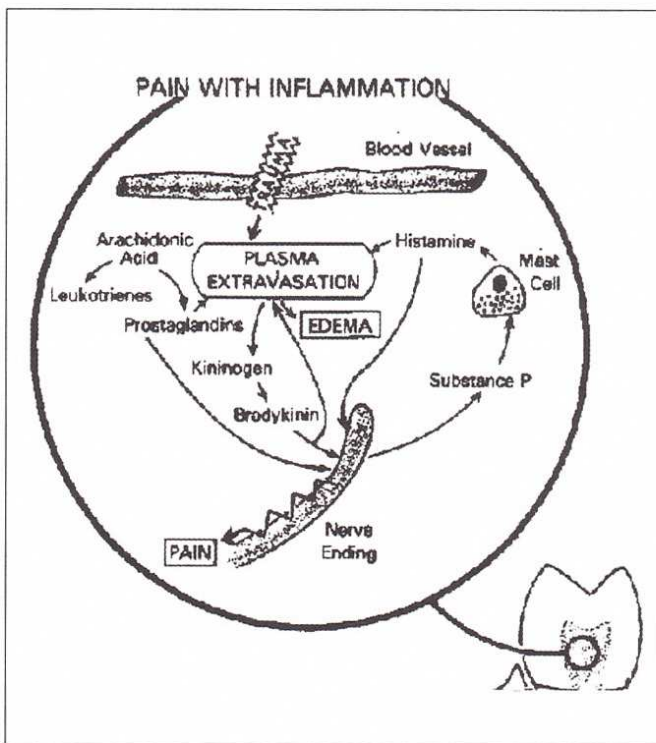 PAIN WITH INFLAMMATION
TRAUMA
Blood Vessel
Arachidonic
Acid
Leukotrienes
Prostaglandins
PLASMA
EXTRAVASATION
Histamine
Mast
Cell
EDEMA
Kininogen
Brodykinin
Substance P
Nerve
Ending
PAIN